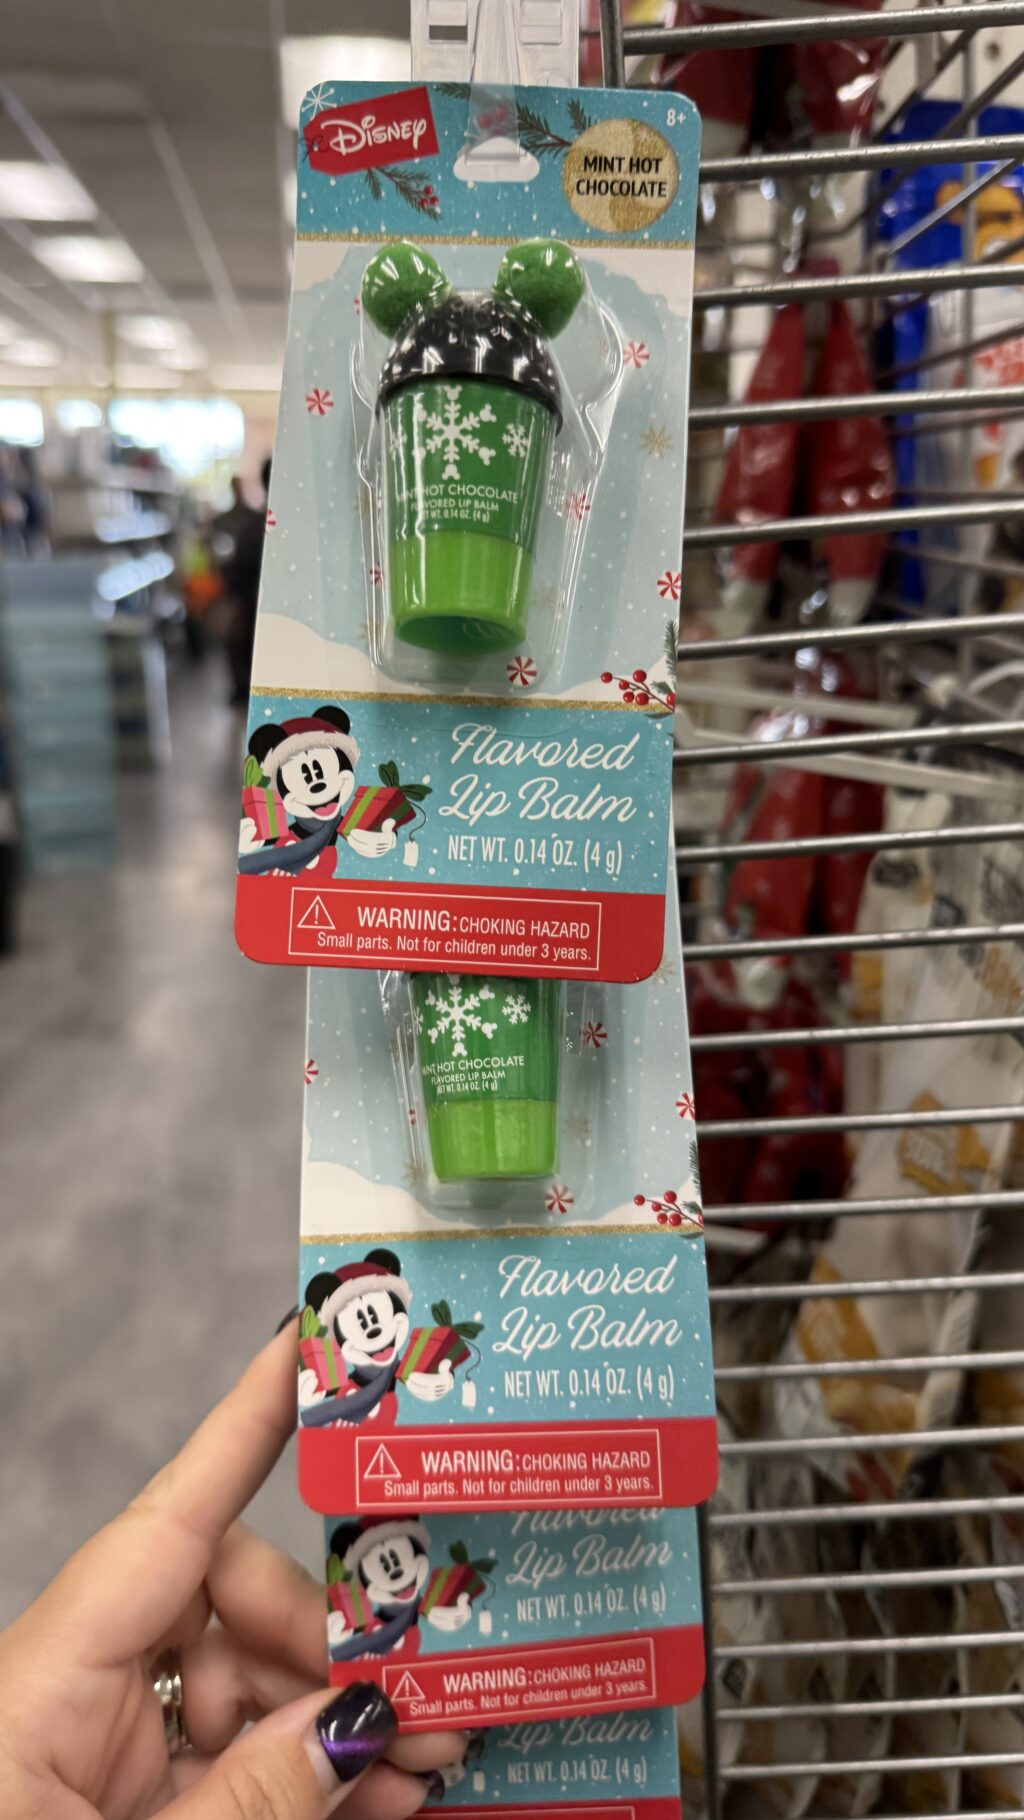 Disney
8+
MINT HOT
CHOCOLATE
MINT HOT CHOCOLATE
FLAVORED LIP BALM
NET WT. 0.14 OZ. (4 g)
Flavored
Lip Balm
NET WT. 0.14 OZ. (4 g)
WARNING: CHOKING HAZARD
Small parts. Not for children under 3 years.
MINT HOT CHOCOLATE
FLAVORED LIP BALM
NET WT. 0.14 OZ. (4 g)
Flavored
Lip Balm
NET WT. 0.14 OZ. (4 g)
WARNING: CHOKING HAZARD
Small parts. Not for children under 3 years.
Flavored
Lip Balm
NET WT. 0.14 OZ. (4 g)
WARNING: CHOKING HAZARD
Small parts. Not for children under 3 years.
Lip Balm
NET WT. 0.14 OZ. (4 g)